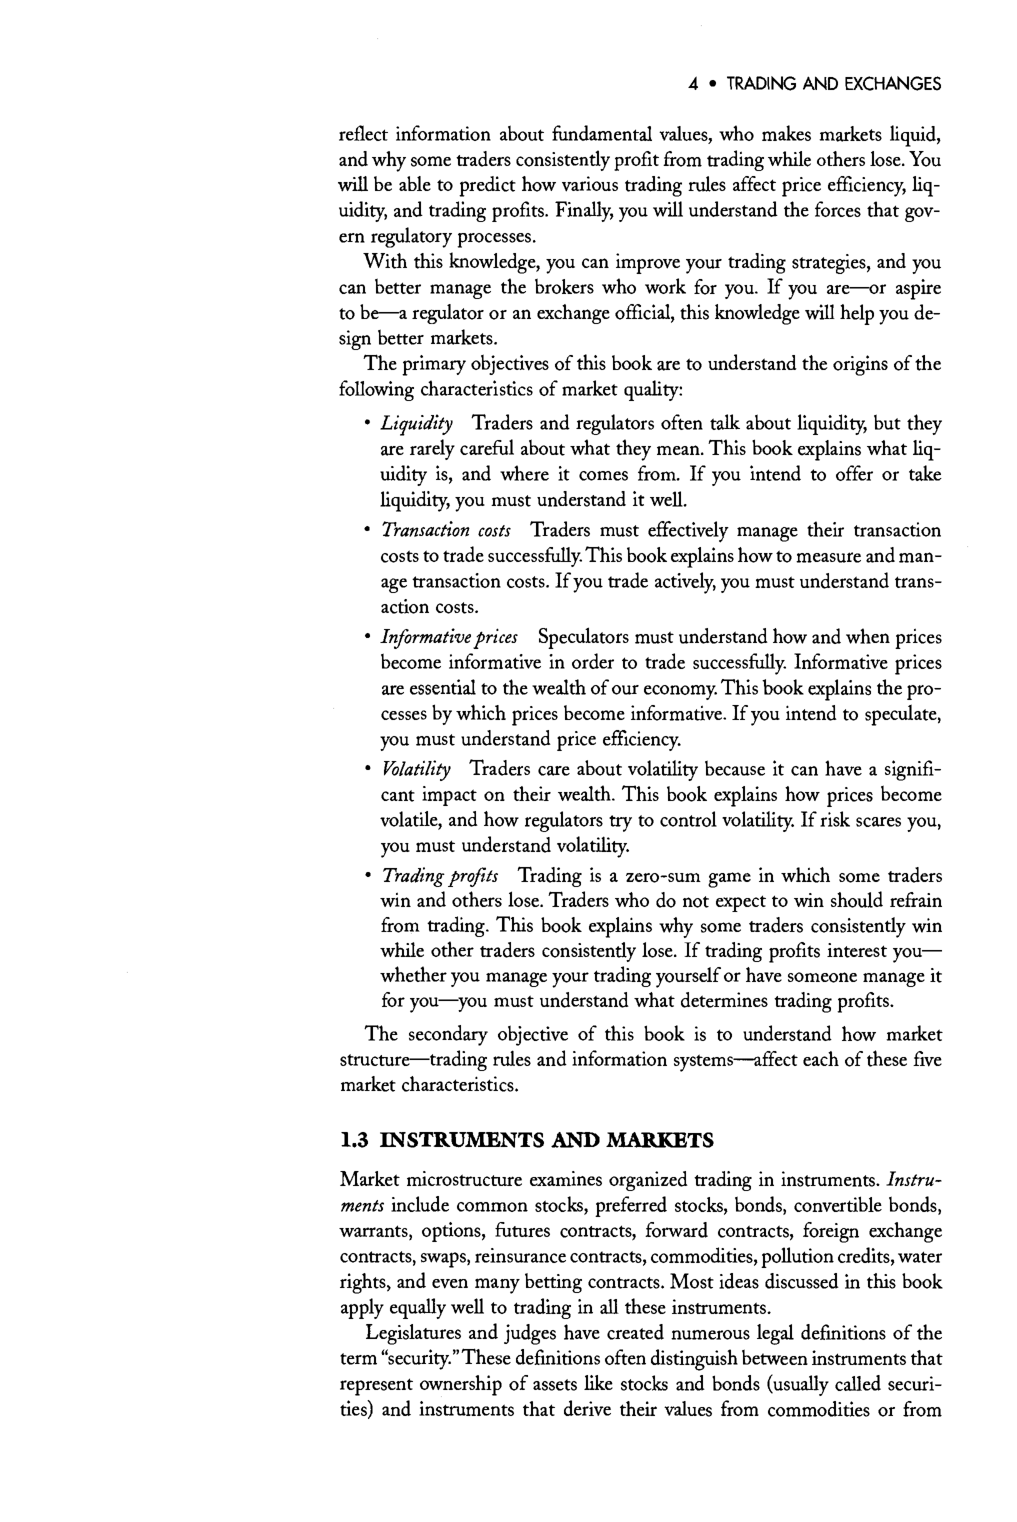 4 • TRADING AND EXCHANGES
reflect information about fundamental values, who makes markets liquid,
and why some traders consistently profit from trading while others lose. You
will be able to predict how various trading rules affect price efficiency, liq-
uidity, and trading profits. Finally, you will understand the forces that gov-
ern regulatory processes.
With this knowledge, you can improve your trading strategies, and you
can better manage the brokers who work for you. If you are—or aspire
to be—a regulator or an exchange official, this knowledge will help you de-
sign better markets.
The primary objectives of this book are to understand the origins of the
following characteristics of market quality:
• Liquidity Traders and regulators often talk about liquidity, but they
are rarely careful about what they mean. This book explains what liq-
uidity is, and where it comes from. If you intend to offer or take
liquidity, you must understand it well.
• Transaction costs Traders must effectively manage their transaction
costs to trade successfully. This book explains how to measure and man-
age transaction costs. If you trade actively, you must understand trans-
action costs.
• Informative prices Speculators must understand how and when prices
become informative in order to trade successfully. Informative prices
are essential to the wealth of our economy. This book explains the pro-
cesses by which prices become informative. If you intend to speculate,
you must understand price efficiency.
• Volatility Traders care about volatility because it can have a signifi-
cant impact on their wealth. This book explains how prices become
volatile, and how regulators try to control volatility. If risk scares you,
you must understand volatility.
• Trading profits Trading is a zero-sum game in which some traders
win and others lose. Traders who do not expect to win should refrain
from trading. This book explains why some traders consistently win
while other traders consistently lose. If trading profits interest you—
whether you manage your trading yourself or have someone manage it
for you—you must understand what determines trading profits.
The secondary objective of this book is to understand how market
structure—trading rules and information systems—affect each of these five
market characteristics.
1.3 INSTRUMENTS AND MARKETS
Market microstructure examines organized trading in instruments. Instru-
ments include common stocks, preferred stocks, bonds, convertible bonds,
warrants, options, futures contracts, forward contracts, foreign exchange
contracts, swaps, reinsurance contracts, commodities, pollution credits, water
rights, and even many betting contracts. Most ideas discussed in this book
apply equally well to trading in all these instruments.
Legislatures and judges have created numerous legal definitions of the
term “security.” These definitions often distinguish between instruments that
represent ownership of assets like stocks and bonds (usually called securi-
ties) and instruments that derive their values from commodities or from